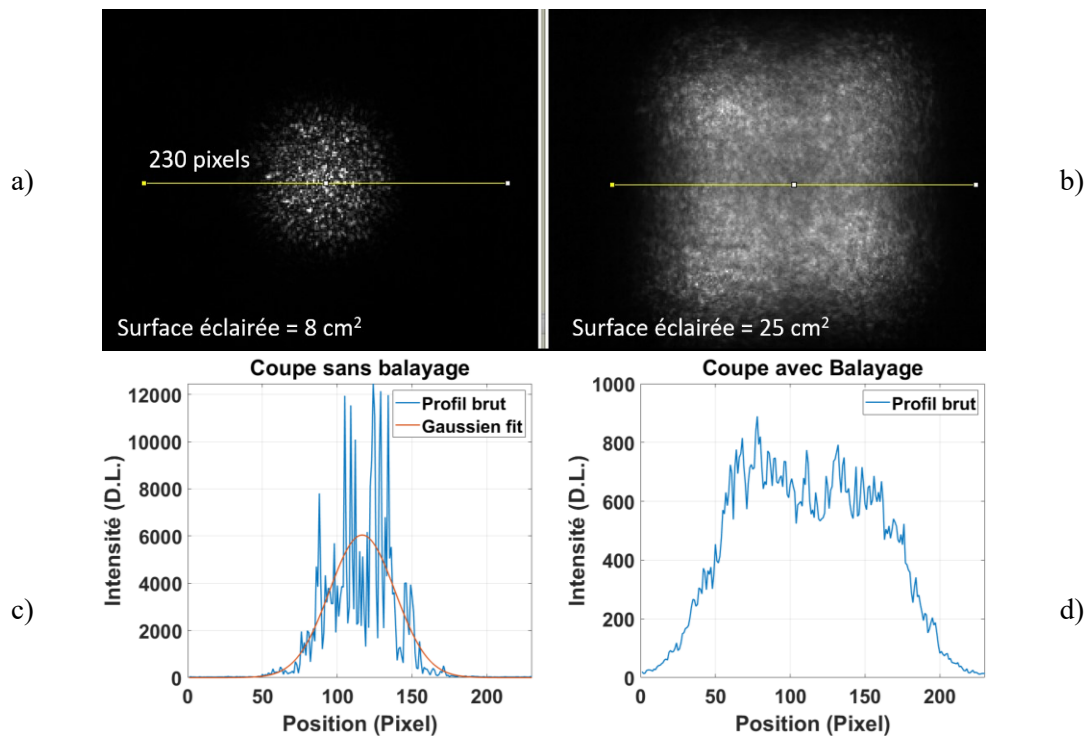 a)
230 pixels
Surface éclairée = 8 cm²
b)
Surface éclairée = 25 cm²
c)
Coupe sans balayage
Profil brut
Gaussien fit
Intensité (D.L.)
12000
10000
8000
6000
4000
2000
0
0 50 100 150 200
Position (Pixel)
d)
Coupe avec Balayage
Profil brut
Intensité (D.L.)
1000
800
600
400
200
0
0 50 100 150 200
Position (Pixel)